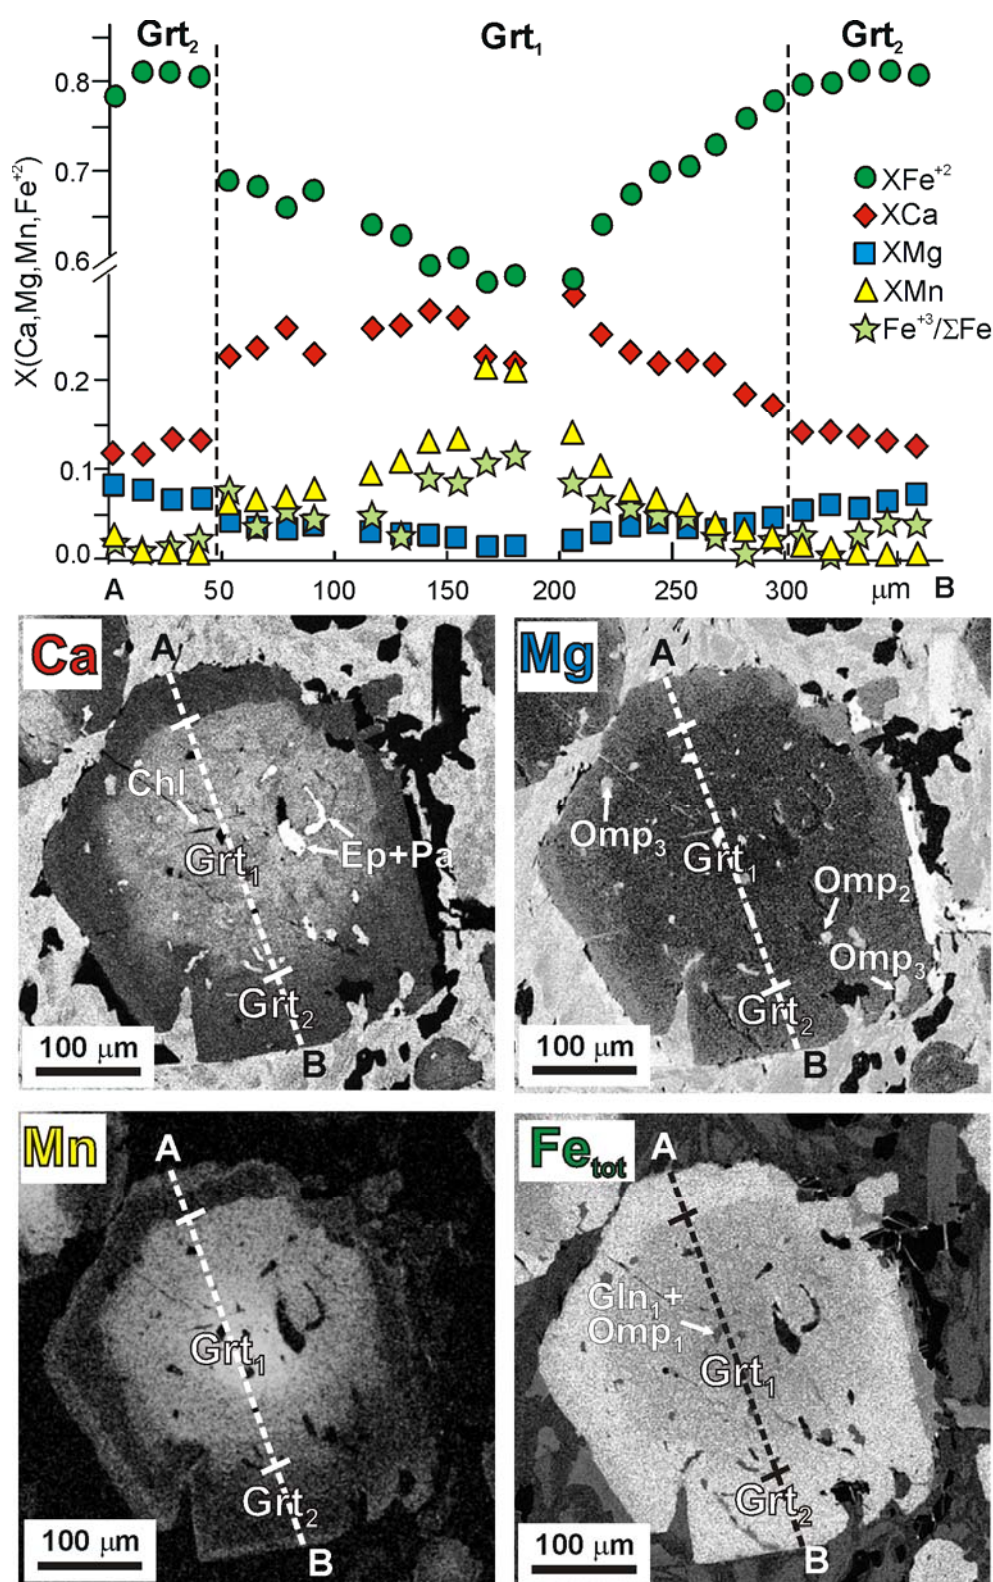 Grt₂ Grt₁ Grt₂
0.8
0.7
0.6
0.2
0.1
0.0
X(Ca,Mg,Mn,Fe⁺²)
XFe⁺²
XCa
XMg
XMn
Fe⁺³/ΣFe
A 50 100 150 200 250 300 μm B
Ca
A
Chl
Grt₁
Ep+Pa
Grt₂
B
100 μm
Mg
A
Omp₃
Grt₁
Omp₂
Omp₃
Grt₂
B
100 μm
Mn
A
Grt₁
Grt₂
B
100 μm
Fetot
A
Gln₁+
Omp₁
Grt₁
Grt₂
B
100 μm